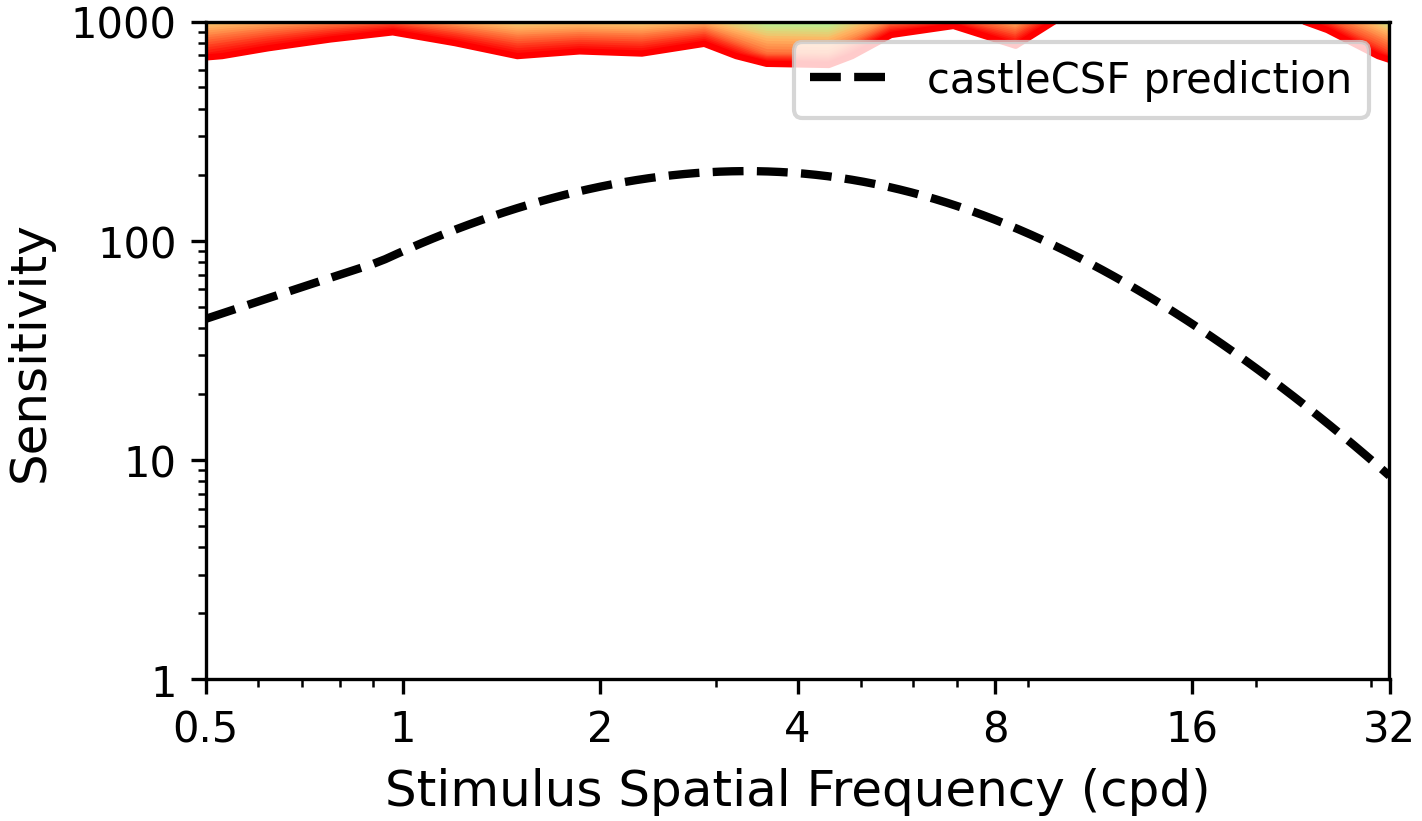 1000
100
10
1
Sensitivity
castleCSF prediction
0.5 1 2 4 8 16 32
Stimulus Spatial Frequency (cpd)